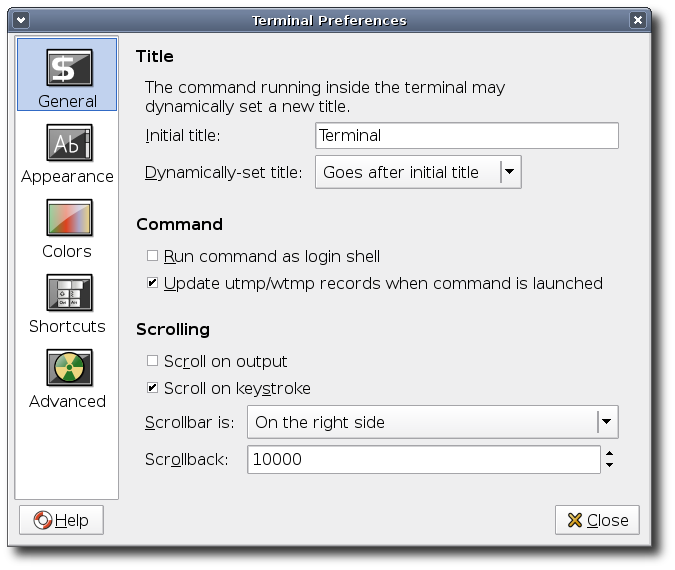 Terminal Preferences
General
Appearance
Colors
Shortcuts
Advanced
Title
The command running inside the terminal may
dynamically set a new title.
Initial title: Terminal
Dynamically-set title: Goes after initial title
Command
Run command as login shell
Update utmp/wtmp records when command is launched
Scrolling
Scroll on output
Scroll on keystroke
Scrollbar is: On the right side
Scrollback: 10000
Help
Close